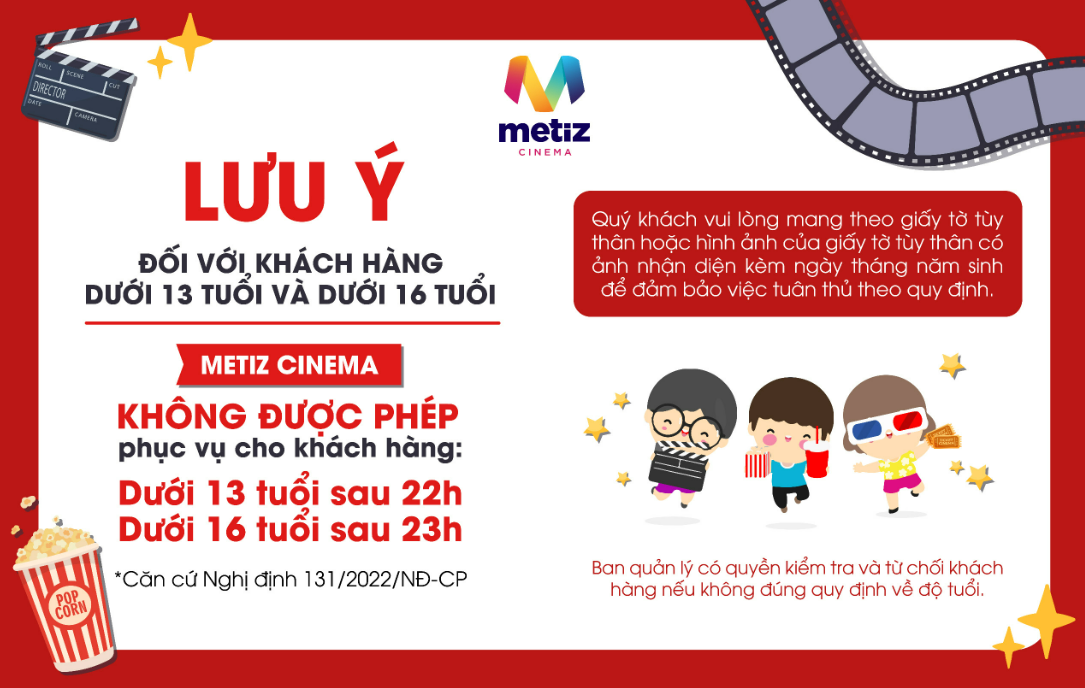 ROLL
SCENE
CUT
DIRECTOR
DATE
CAMERA
metiz
CINEMA
LƯU Ý
ĐỐI VỚI KHÁCH HÀNG
DƯỚI 13 TUỔI VÀ DƯỚI 16 TUỔI
METIZ CINEMA
KHÔNG ĐƯỢC PHÉP
phục vụ cho khách hàng:
Dưới 13 tuổi sau 22h
Dưới 16 tuổi sau 23h
*Căn cứ Nghị định 131/2022/NĐ-CP
POP
CORN
Quý khách vui lòng mang theo giấy tờ tùy
thân hoặc hình ảnh của giấy tờ tùy thân có
ảnh nhận diện kèm ngày tháng năm sinh
để đảm bảo việc tuân thủ theo quy định.
Ban quản lý có quyền kiểm tra và từ chối khách
hàng nếu không đúng quy định về độ tuổi.